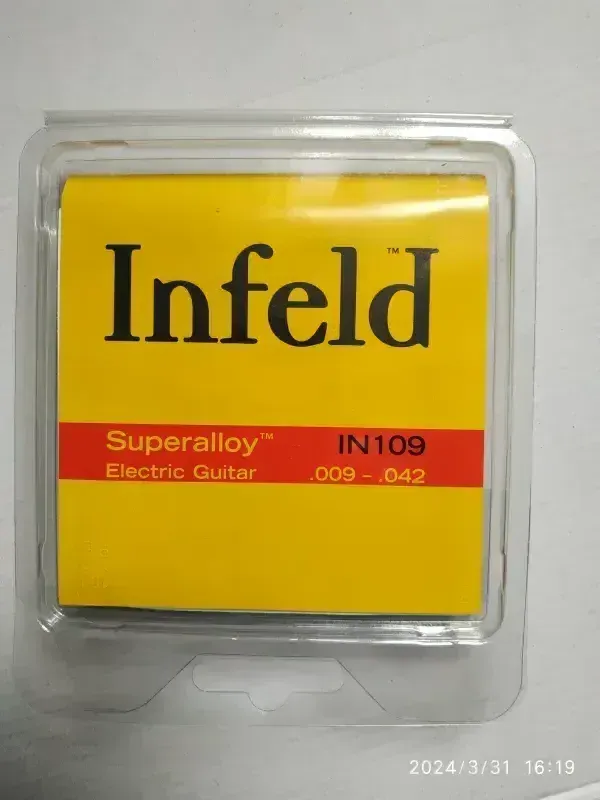 Infeld™
Superalloy™ IN109
Electric Guitar .009 – .042
2024/3/31 16:19